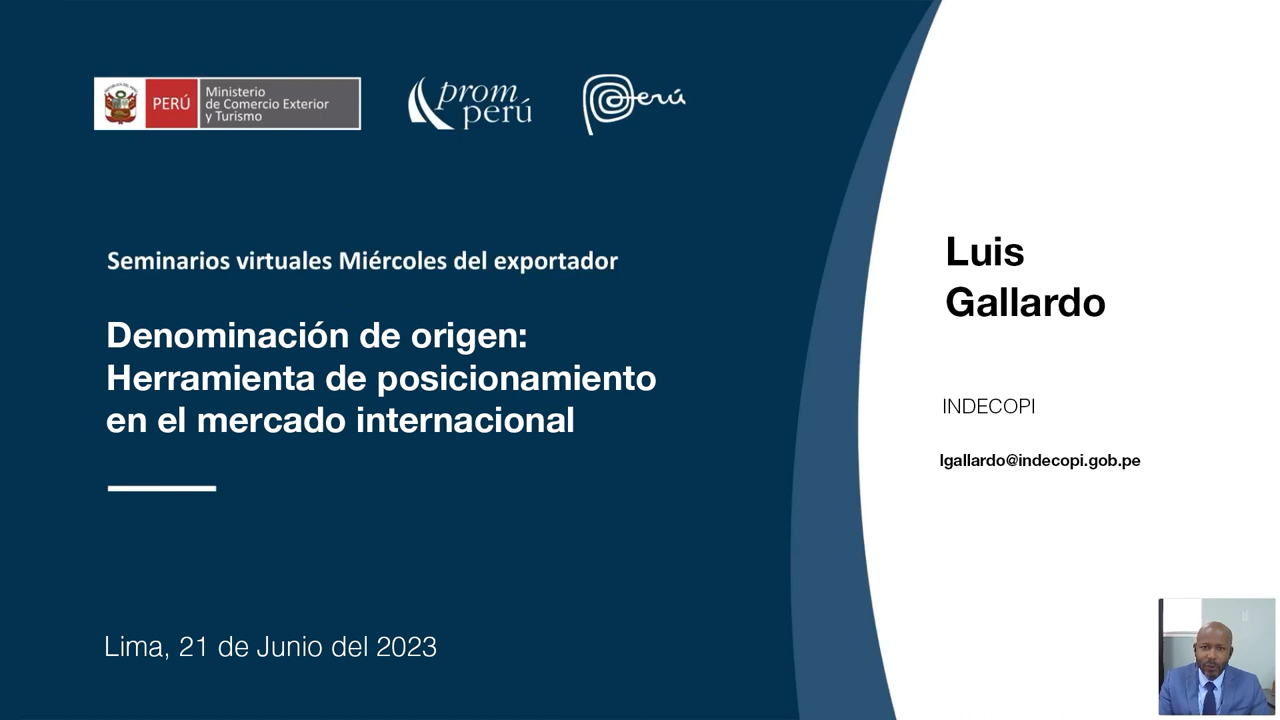 PERÚ
Ministerio
de Comercio Exterior
y Turismo
prom
perú
Perú
Seminarios virtuales Miércoles del exportador
Denominación de origen:
Herramienta de posicionamiento
en el mercado internacional
Lima, 21 de Junio del 2023
Luis
Gallardo
INDECOPI
lgallardo@indecopi.gob.pe